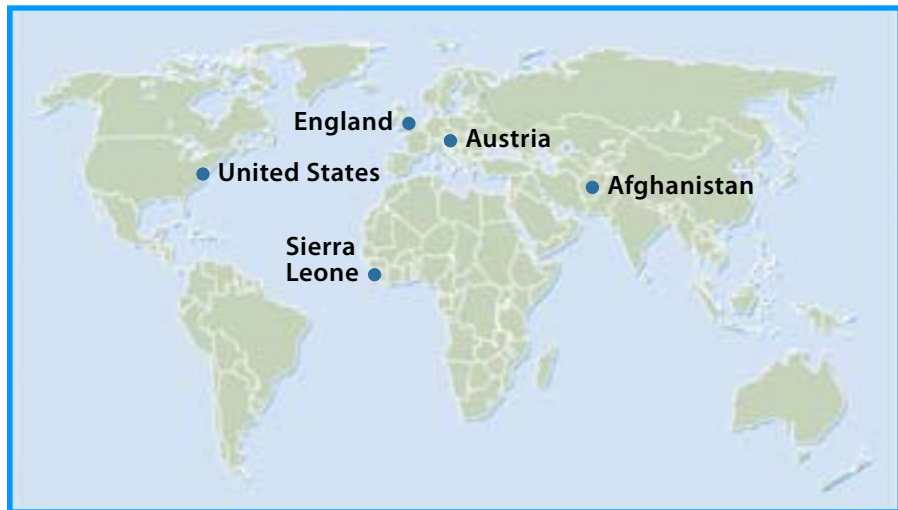 England
Austria
United States
Afghanistan
Sierra
Leone